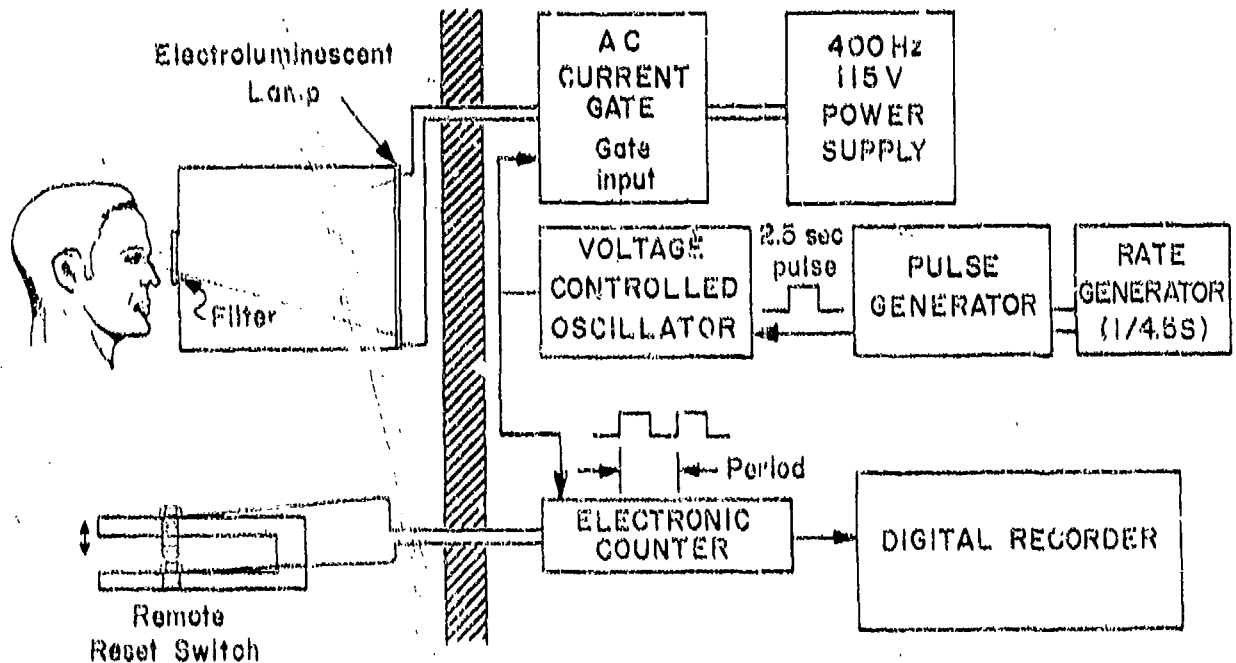 Electroluminescent
Lamp
AC
CURRENT
GATE
Gate
input
400 Hz
115 V
POWER
SUPPLY
Filter
VOLTAGE
CONTROLLED
OSCILLATOR
2.5 sec
pulse
PULSE
GENERATOR
RATE
GENERATOR
(1/4.5S)
Period
ELECTRONIC
COUNTER
DIGITAL RECORDER
Remote
Reset Switch